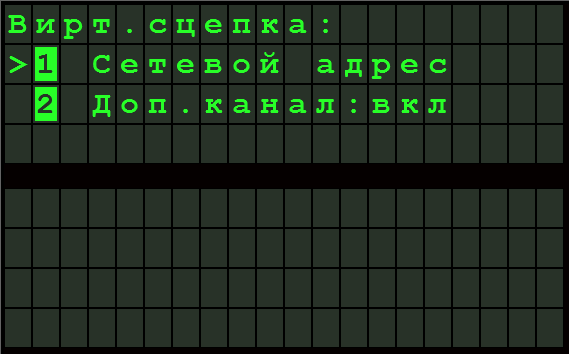 Вирт.сцепка:
>1 Сетевой адрес
2 Доп.канал:вкл